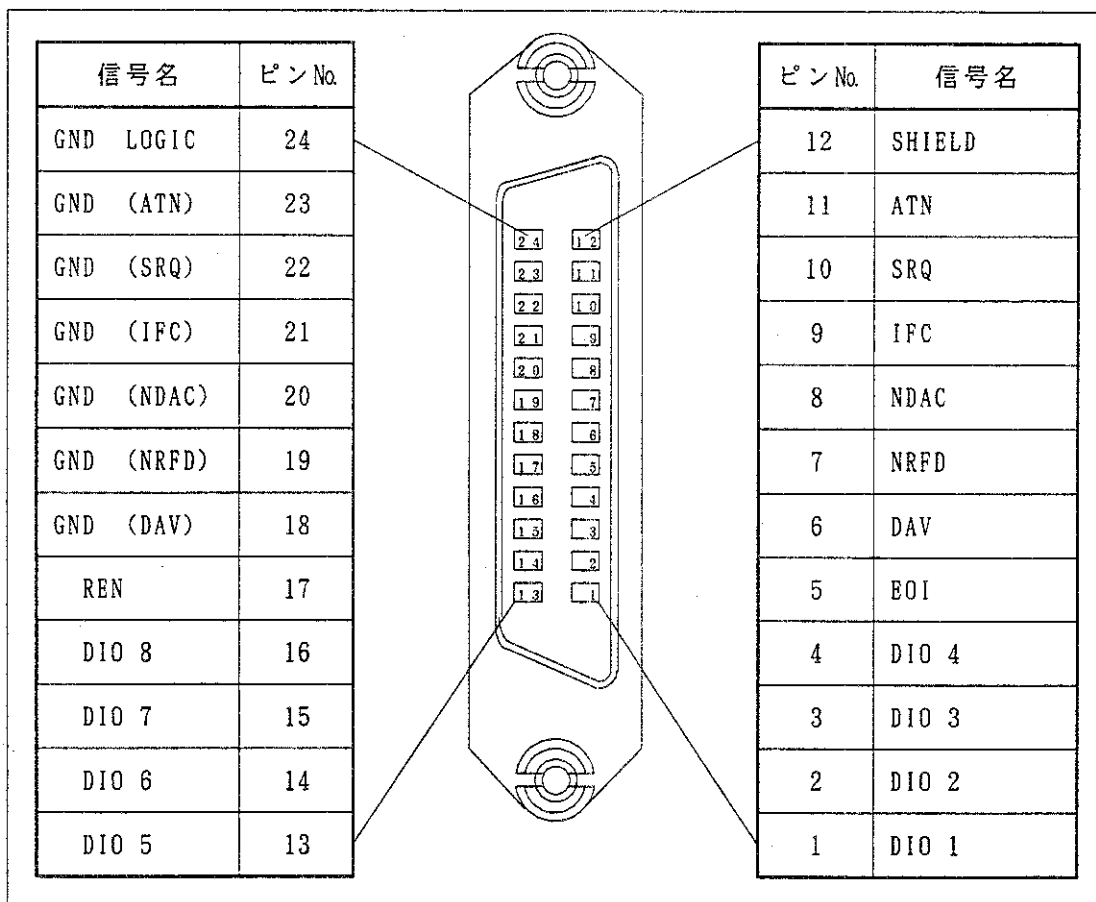 信号名 ピンNo.
GND LOGIC 24
GND (ATN) 23
GND (SRQ) 22
GND (IFC) 21
GND (NDAC) 20
GND (NRFD) 19
GND (DAV) 18
REN 17
DIO 8 16
DIO 7 15
DIO 6 14
DIO 5 13
24 12
23 11
22 10
21 9
20 8
19 7
18 6
17 5
16 4
15 3
14 2
13 1
ピンNo. 信号名
12 SHIELD
11 ATN
10 SRQ
9 IFC
8 NDAC
7 NRFD
6 DAV
5 EOI
4 DIO 4
3 DIO 3
2 DIO 2
1 DIO 1